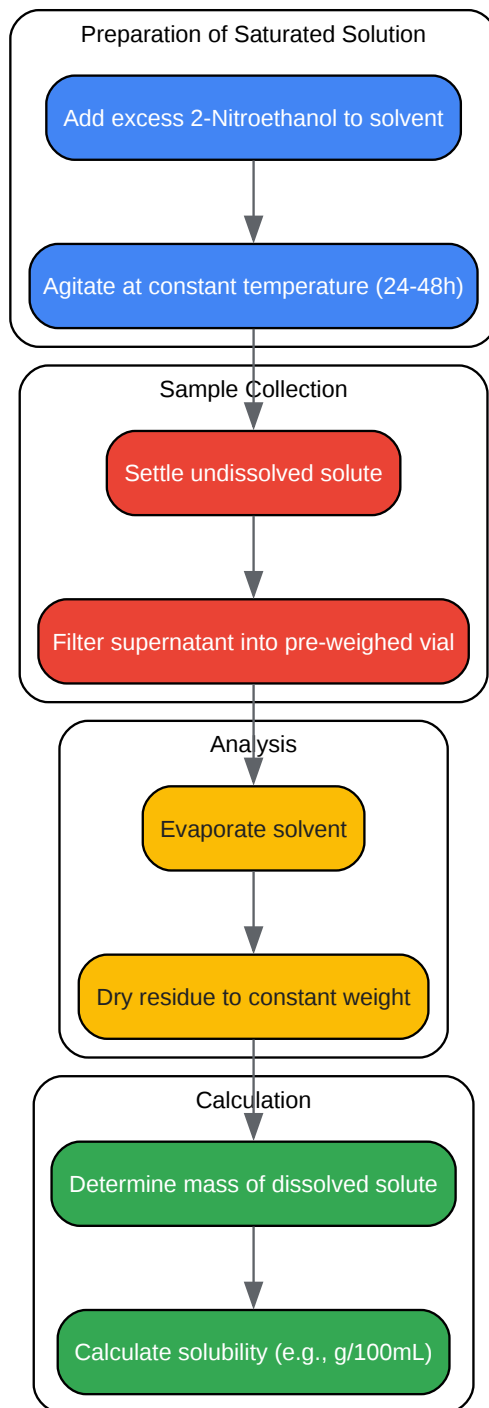 Preparation of Saturated Solution
Add excess 2-Nitroethanol to solvent
Agitate at constant temperature (24-48h)
Sample Collection
Settle undissolved solute
Filter supernatant into pre-weighed vial
Analysis
Evaporate solvent
Dry residue to constant weight
Calculation
Determine mass of dissolved solute
Calculate solubility (e.g., g/100mL)